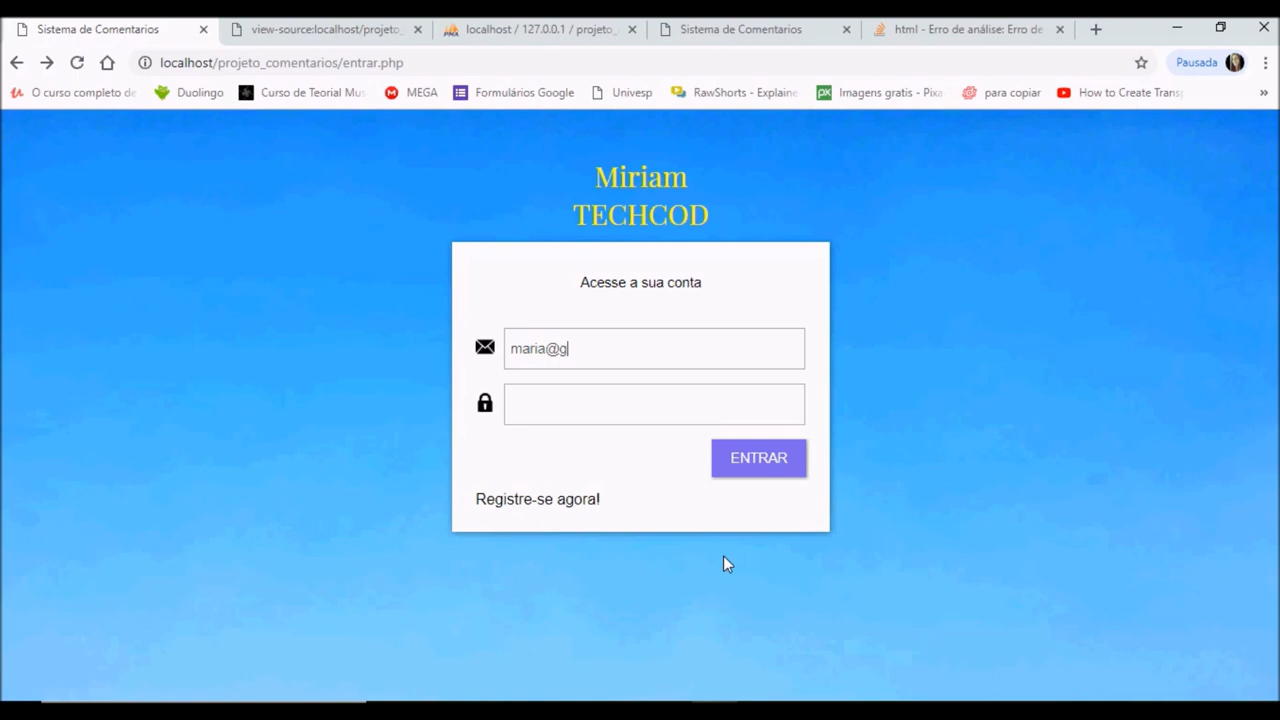 Sistema de Comentarios
view-source:localhost/projeto_
localhost / 127.0.0.1 / projeto_
Sistema de Comentarios
html - Erro de análise: Erro de
localhost/projeto_comentarios/entrar.php
Pausada
O curso completo de
Duolingo
Curso de Teorial Mus
MEGA
Formulários Google
Univesp
RawShorts - Explaine
Imagens gratis - Pixa
para copiar
How to Create Transp
Miriam
TECHCOD
Acesse a sua conta
maria@g
ENTRAR
Registre-se agora!